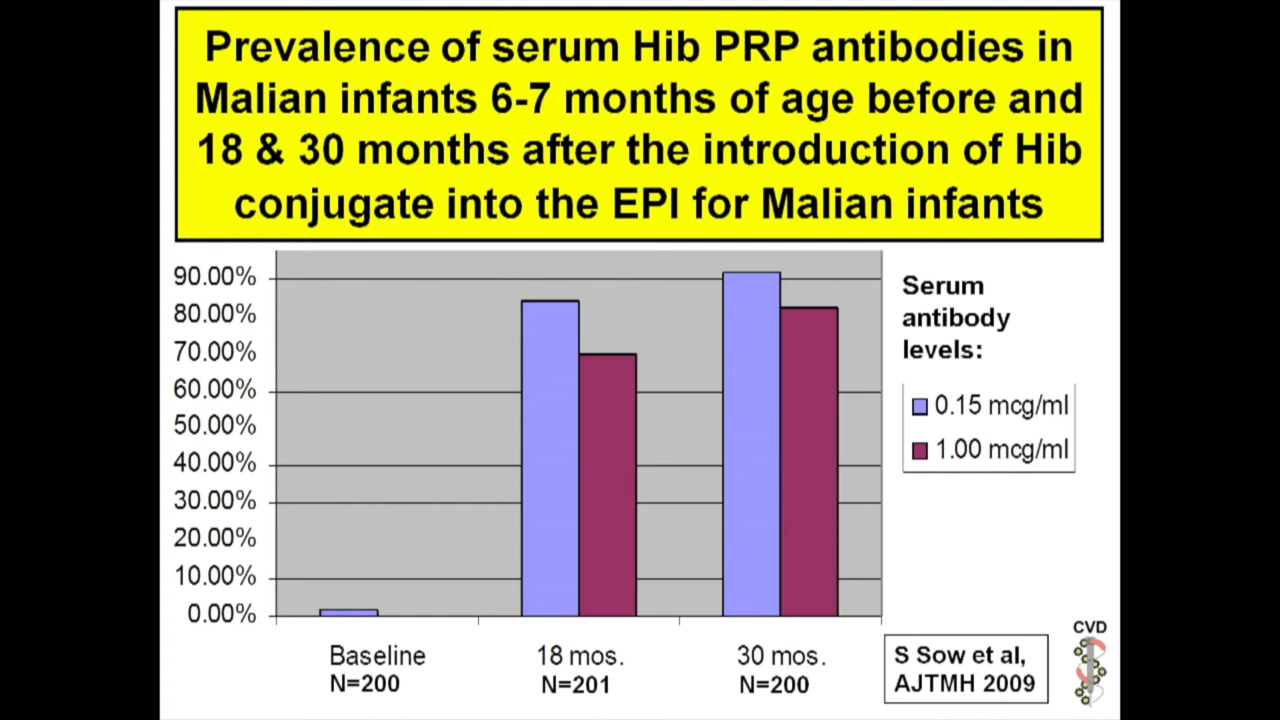 Prevalence of serum Hib PRP antibodies in
Malian infants 6-7 months of age before and
18 & 30 months after the introduction of Hib
conjugate into the EPI for Malian infants
90.00%
80.00%
70.00%
60.00%
50.00%
40.00%
30.00%
20.00%
10.00%
0.00%
Baseline
N=200
18 mos.
N=201
30 mos.
N=200
Serum
antibody
levels:
0.15 mcg/ml
1.00 mcg/ml
S Sow et al,
AJTMH 2009
CVD